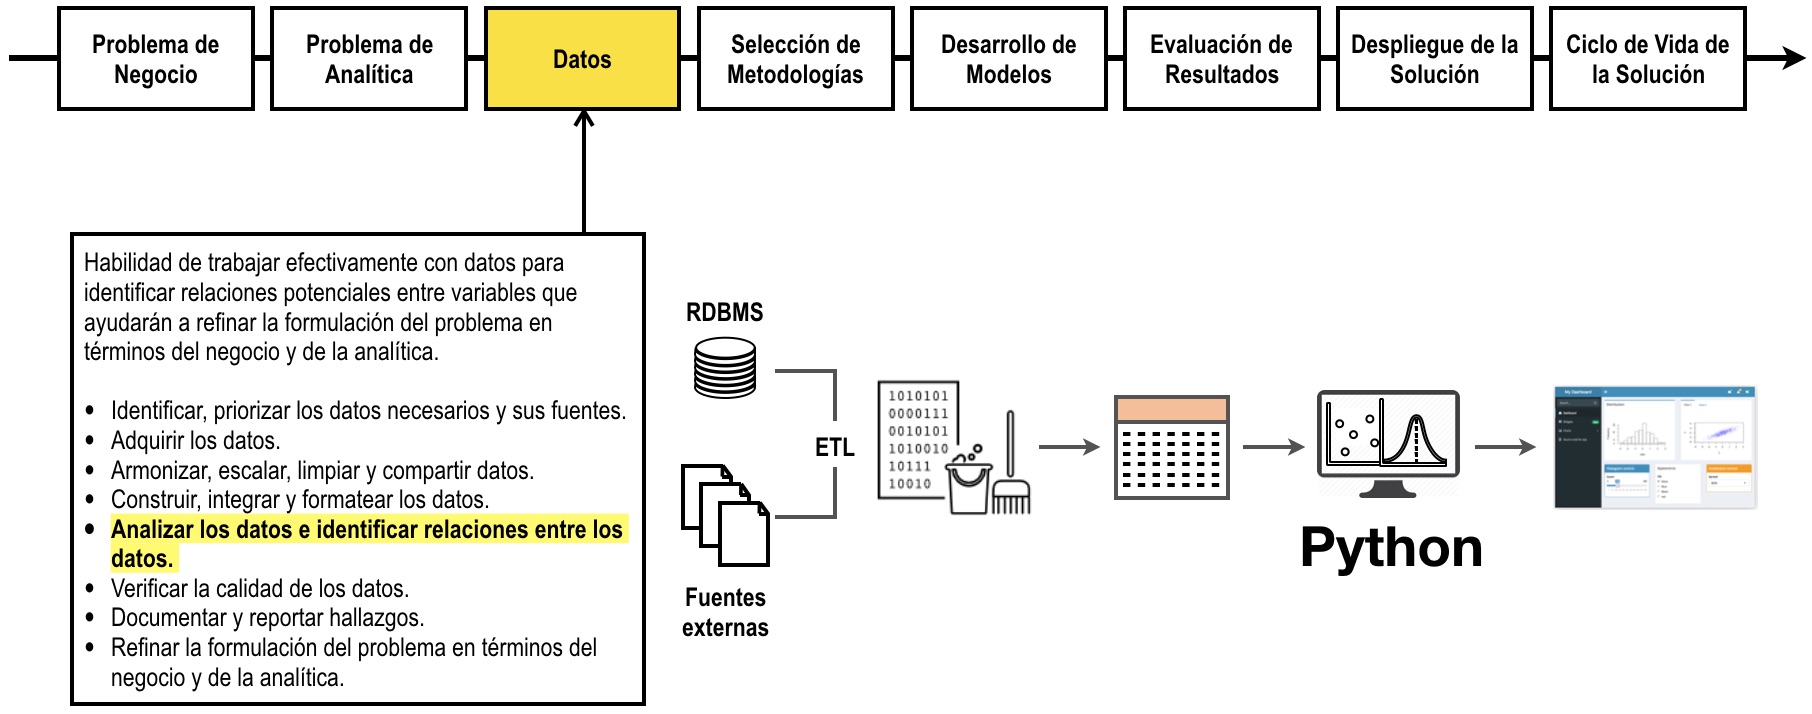 Problema de
Negocio
Problema de
Analítica
Datos
Selección de
Metodologías
Desarrollo de
Modelos
Evaluación de
Resultados
Despliegue de la
Solución
Ciclo de Vida de
la Solución
Habilidad de trabajar efectivamente con datos para
identificar relaciones potenciales entre variables que
ayudarán a refinar la formulación del problema en
términos del negocio y de la analítica.
• Identificar, priorizar los datos necesarios y sus fuentes.
• Adquirir los datos.
• Armonizar, escalar, limpiar y compartir datos.
• Construir, integrar y formatear los datos.
• Analizar los datos e identificar relaciones entre los
datos.
• Verificar la calidad de los datos.
• Documentar y reportar hallazgos.
• Refinar la formulación del problema en términos del
negocio y de la analítica.
RDBMS
ETL
Fuentes
externas
1010101
0000111
0010101
1010010
10111
10010
Python
My Dashboard